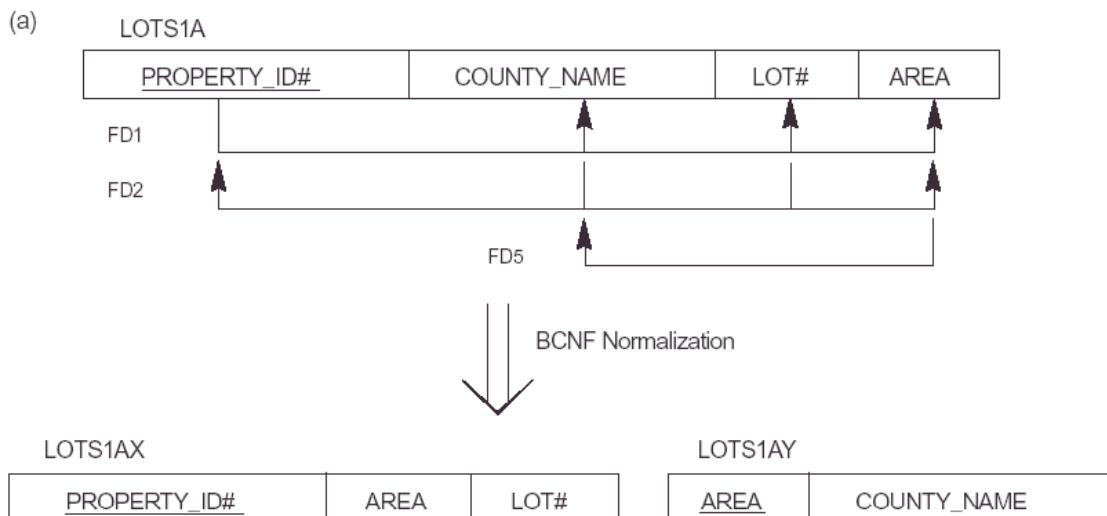 (a)
LOTS1A
PROPERTY_ID# COUNTY_NAME LOT# AREA
FD1
FD2
FD5
BCNF Normalization
LOTS1AX LOTS1AY
PROPERTY_ID# AREA LOT# AREA COUNTY_NAME